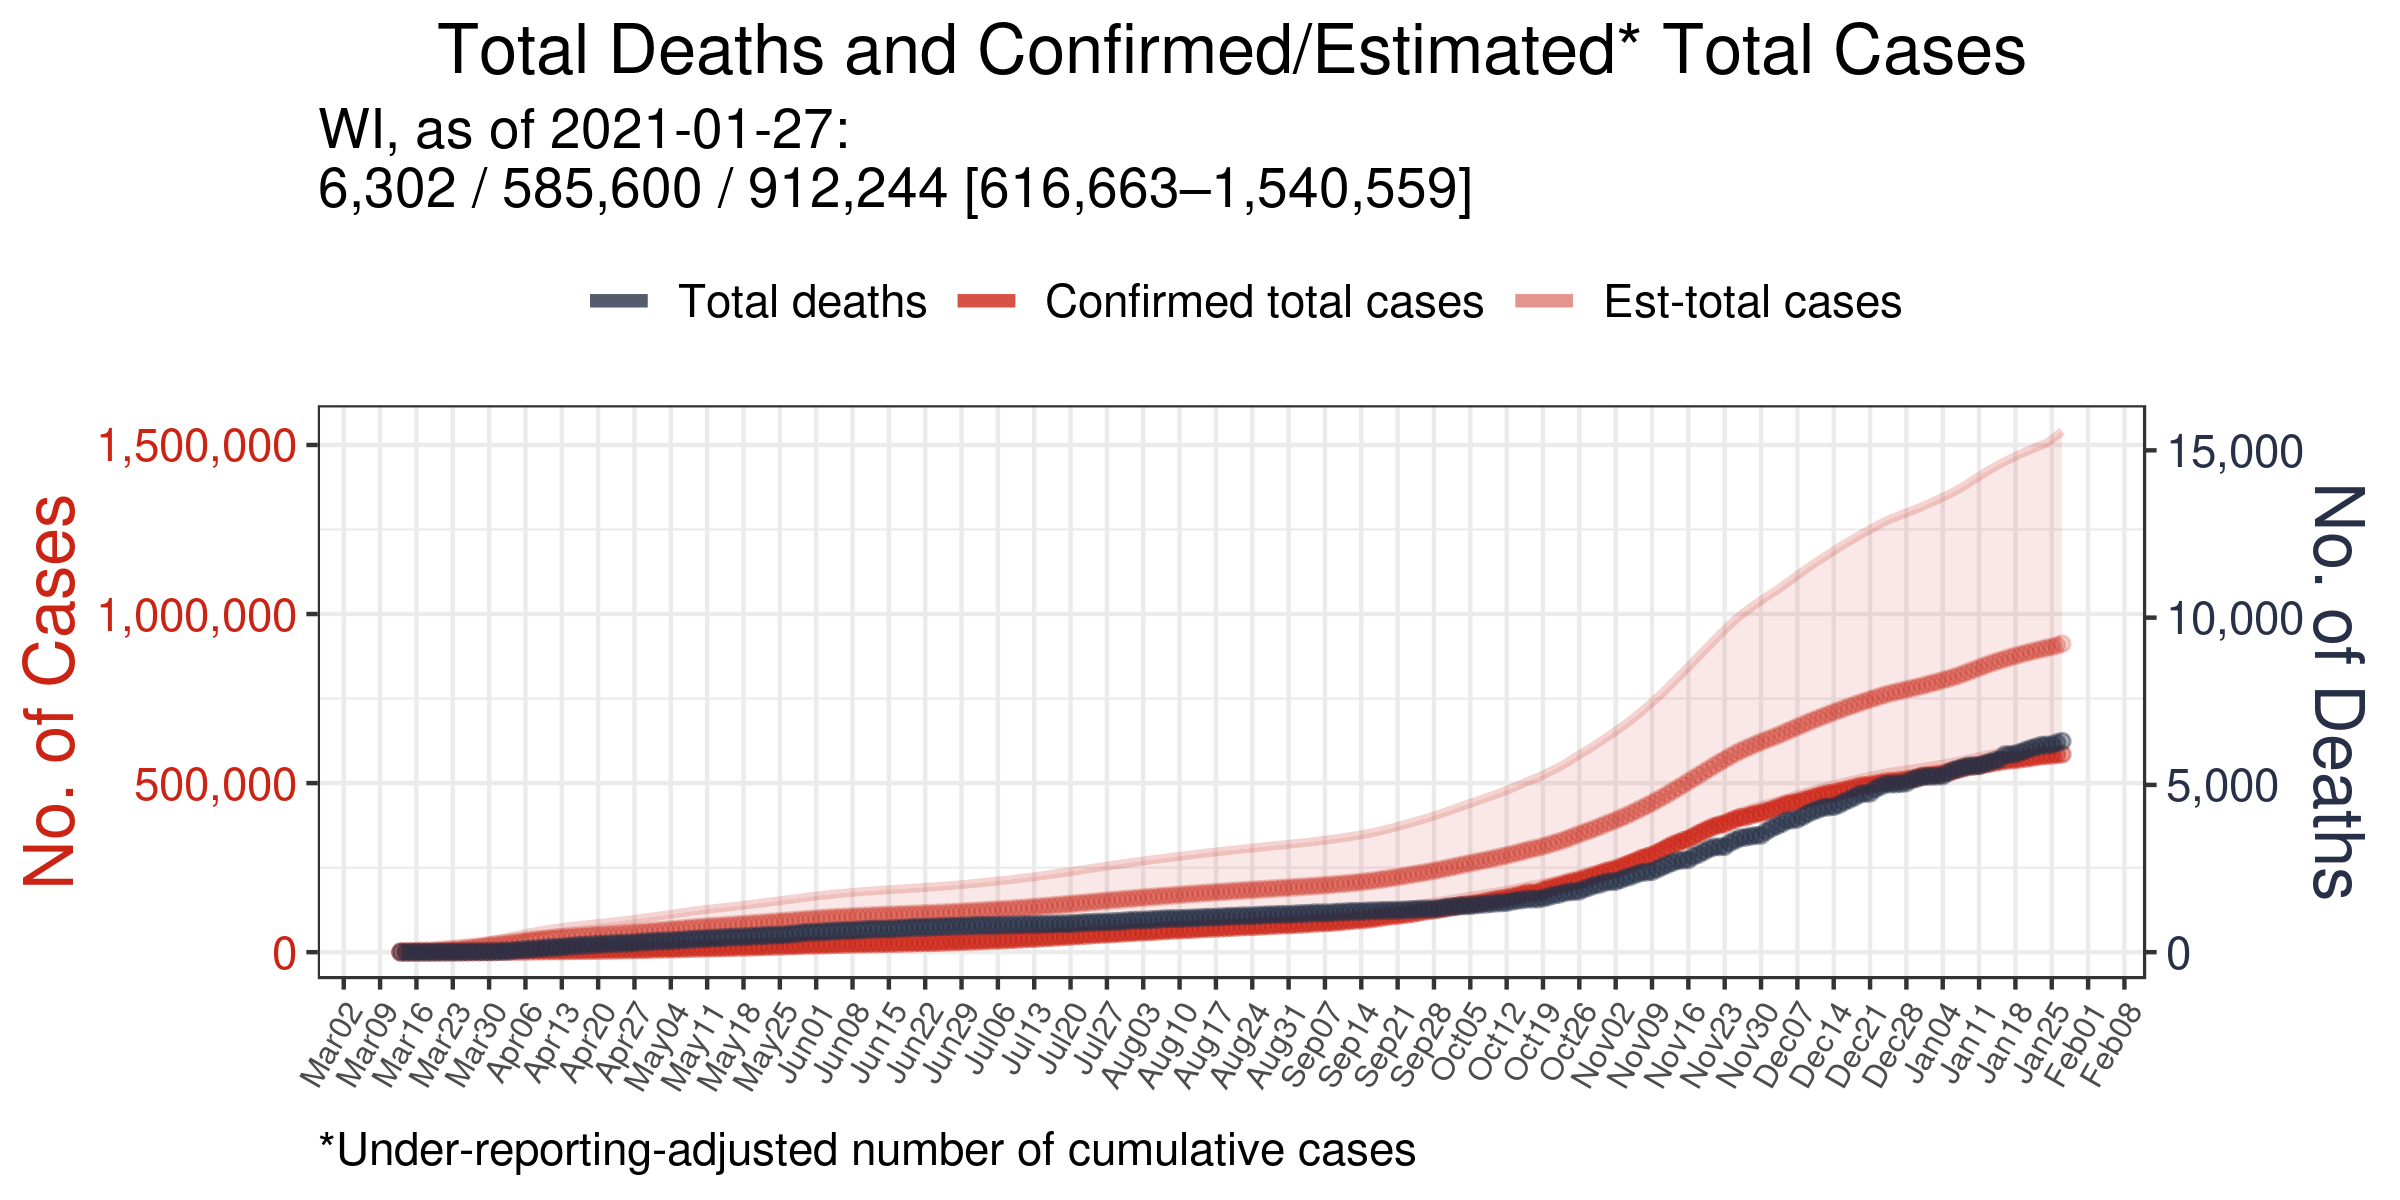 Total Deaths and Confirmed/Estimated* Total Cases
WI, as of 2021-01-27:
6,302 / 585,600 / 912,244 [616,663–1,540,559]
Total deaths
Confirmed total cases
Est-total cases
No. of Cases
1,500,000
1,000,000
500,000
0
15,000
10,000
5,000
0
No. of Deaths
Mar02
Mar09
Mar16
Mar23
Mar30
Apr06
Apr13
Apr20
Apr27
May04
May11
May18
May25
Jun01
Jun08
Jun15
Jun22
Jun29
Jul06
Jul13
Jul20
Jul27
Aug03
Aug10
Aug17
Aug24
Aug31
Sep07
Sep14
Sep21
Sep28
Oct05
Oct12
Oct19
Oct26
Nov02
Nov09
Nov16
Nov23
Nov30
Dec07
Dec14
Dec21
Dec28
Jan04
Jan11
Jan18
Jan25
Feb01
Feb08
*Under-reporting-adjusted number of cumulative cases